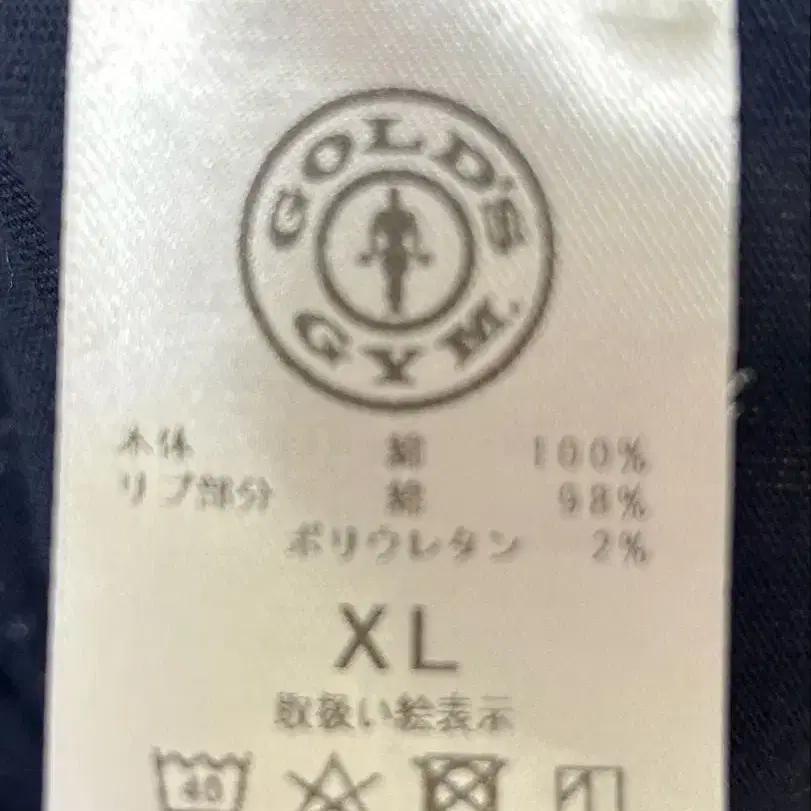 GOLD'S
GYM.
本体 綿 100%
リブ部分 綿 98%
ポリウレタン 2%
XL
取扱い絵表示
40